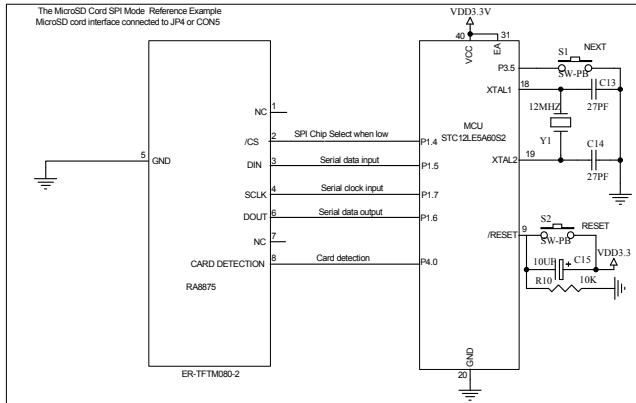 The MicroSD Cord SPI Mode Reference Example
MicroSD cord interface connected to JP4 or CON5
VDD3.3V
40
31
VCC
EA
S1
NEXT
P3.5
SW-PB
C13
18
XTAL1
12MHZ
27PF
NC
1
MCU
STC12LE5A60S2
/CS
2
SPI Chip Select when low
P1.4
Y1
C14
5
GND
DIN
3
Serial data input
P1.5
19
XTAL2
27PF
SCLK
4
Serial clock input
P1.7
DOUT
6
Serial data output
P1.6
S2
RESET
9
/RESET
SW-PB
NC
7
VDD3.3
CARD DETECTION
8
Card detection
P4.0
10UF
+
C15
RA8875
R10
10K
GND
20
ER-TFTM080-2